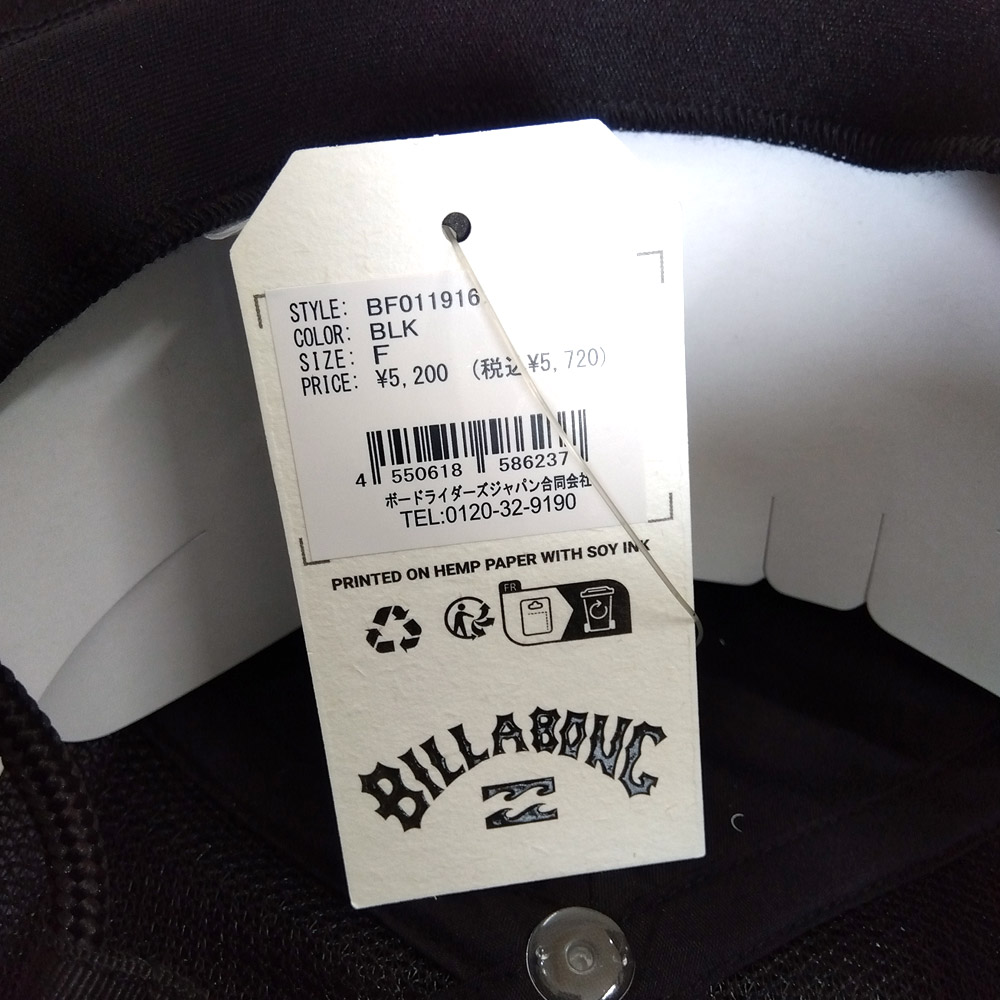 STYLE: BF011916
COLOR: BLK
SIZE: F
PRICE: ¥5,200 (税込¥5,720)
4 550618 586237
ボードライダーズジャパン合同会社
TEL:0120-32-9190
PRINTED ON HEMP PAPER WITH SOY INK
FR
BILLABONG